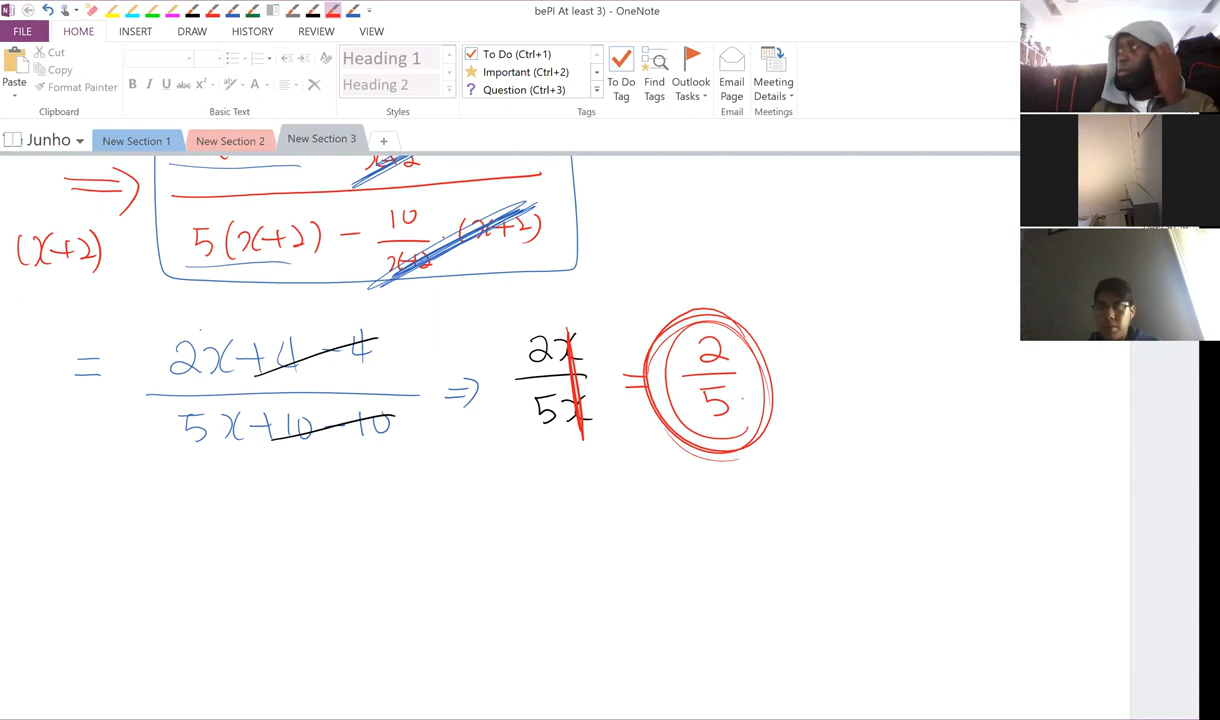 bePI At least 3) - OneNote
FILE HOME INSERT DRAW HISTORY REVIEW VIEW
Paste
Cut
Copy
Format Painter
Clipboard
B I U abc x² A
Basic Text
Heading 1
Heading 2
Styles
To Do (Ctrl+1)
Important (Ctrl+2)
? Question (Ctrl+3)
To Do Tag
Find Tags
Outlook Tasks
Tags
Email Page
Email
Meeting Details
Meetings
Junho New Section 1 New Section 2 New Section 3 +
⇒ x+2
(x+2) 5(x+2) - 10/x+2 · (x+2)
= 2x+4-4 / 5x+10-10 ⇒ 2x / 5x = 2/5